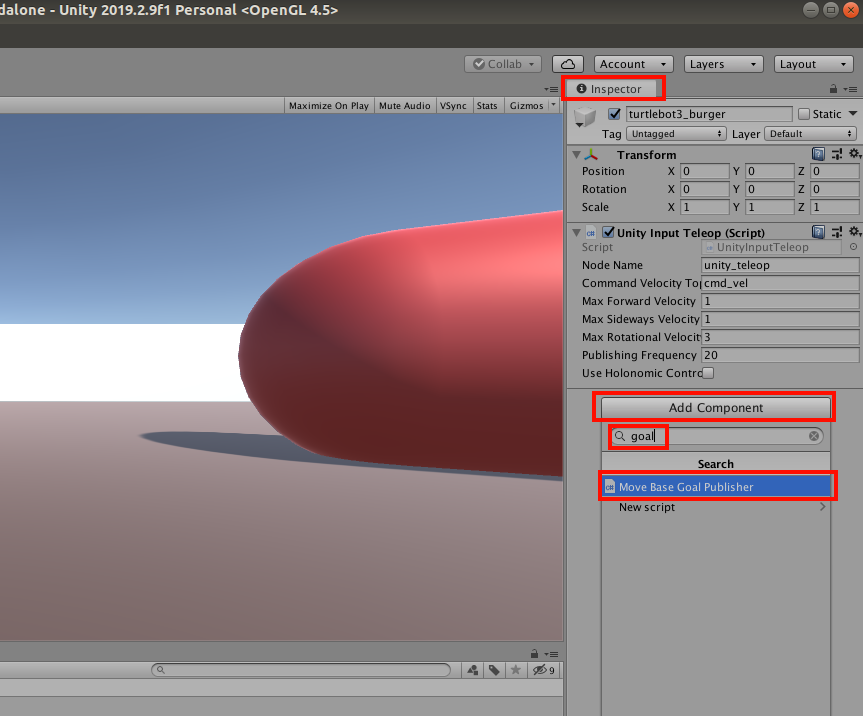 dalone - Unity 2019.2.9f1 Personal <OpenGL 4.5>
Collab Account Layers Layout
Inspector
Maximize On Play Mute Audio VSync Stats Gizmos
turtlebot3_burger Static
Tag Untagged Layer Default
Transform
Position X 0 Y 0 Z 0
Rotation X 0 Y 0 Z 0
Scale X 1 Y 1 Z 1
Unity Input Teleop (Script)
Script UnityInputTeleop
Node Name unity_teleop
Command Velocity Top cmd_vel
Max Forward Velocity 1
Max Sideways Velocity 1
Max Rotational Velocit 3
Publishing Frequency 20
Use Holonomic Contro
Add Component
goal
Search
Move Base Goal Publisher
New script
9